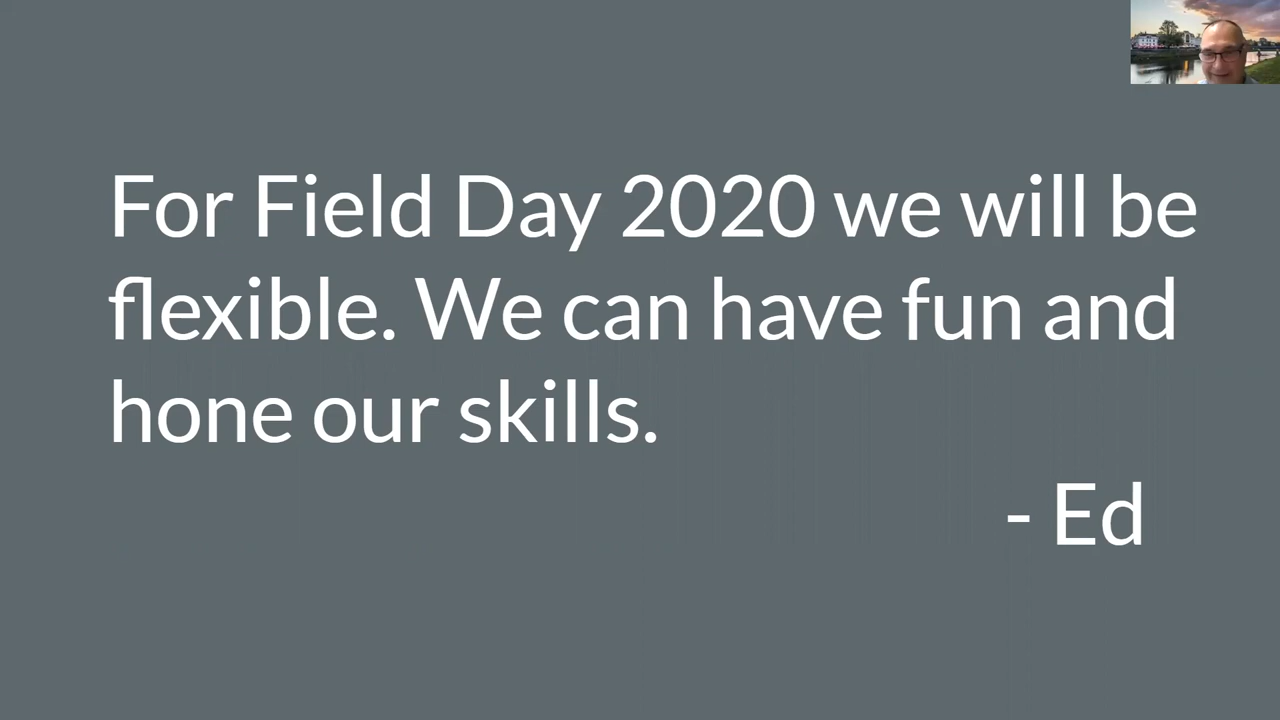 For Field Day 2020 we will be
flexible. We can have fun and
hone our skills.
- Ed